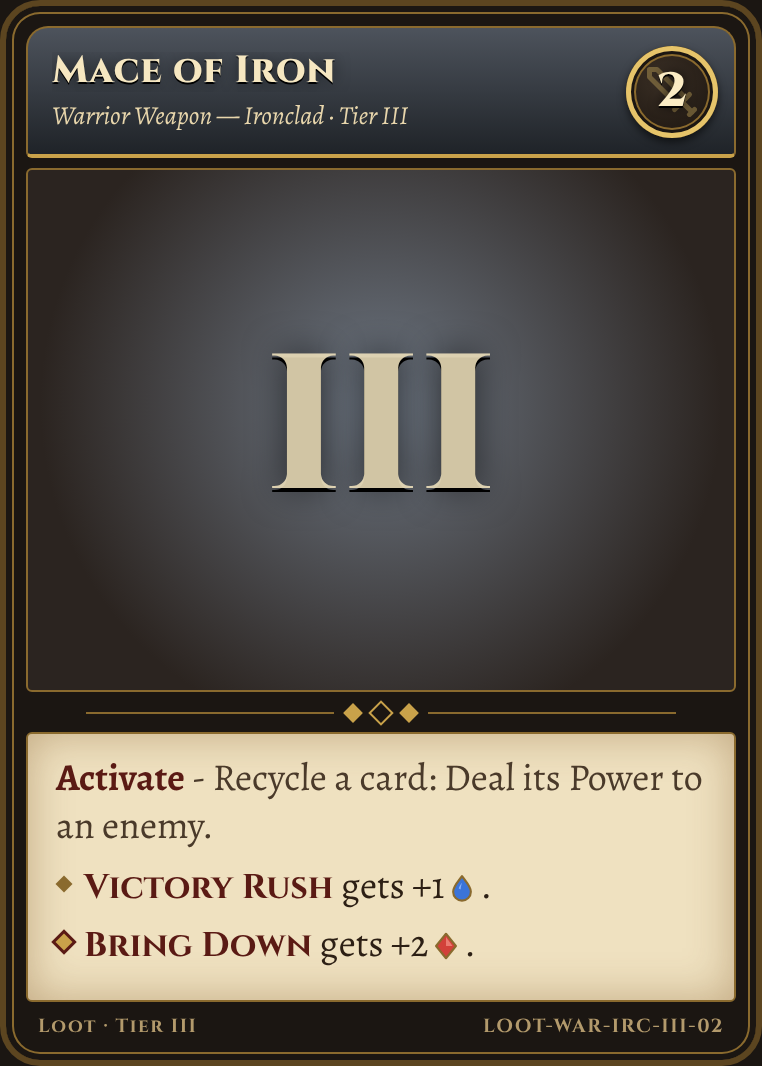 Mace of Iron
2
Warrior Weapon — Ironclad · Tier III
III
Activate - Recycle a card: Deal its Power to
an enemy.
Victory Rush gets +1 .
Bring Down gets +2 .
Loot · Tier III
LOOT-WAR-IRC-III-02